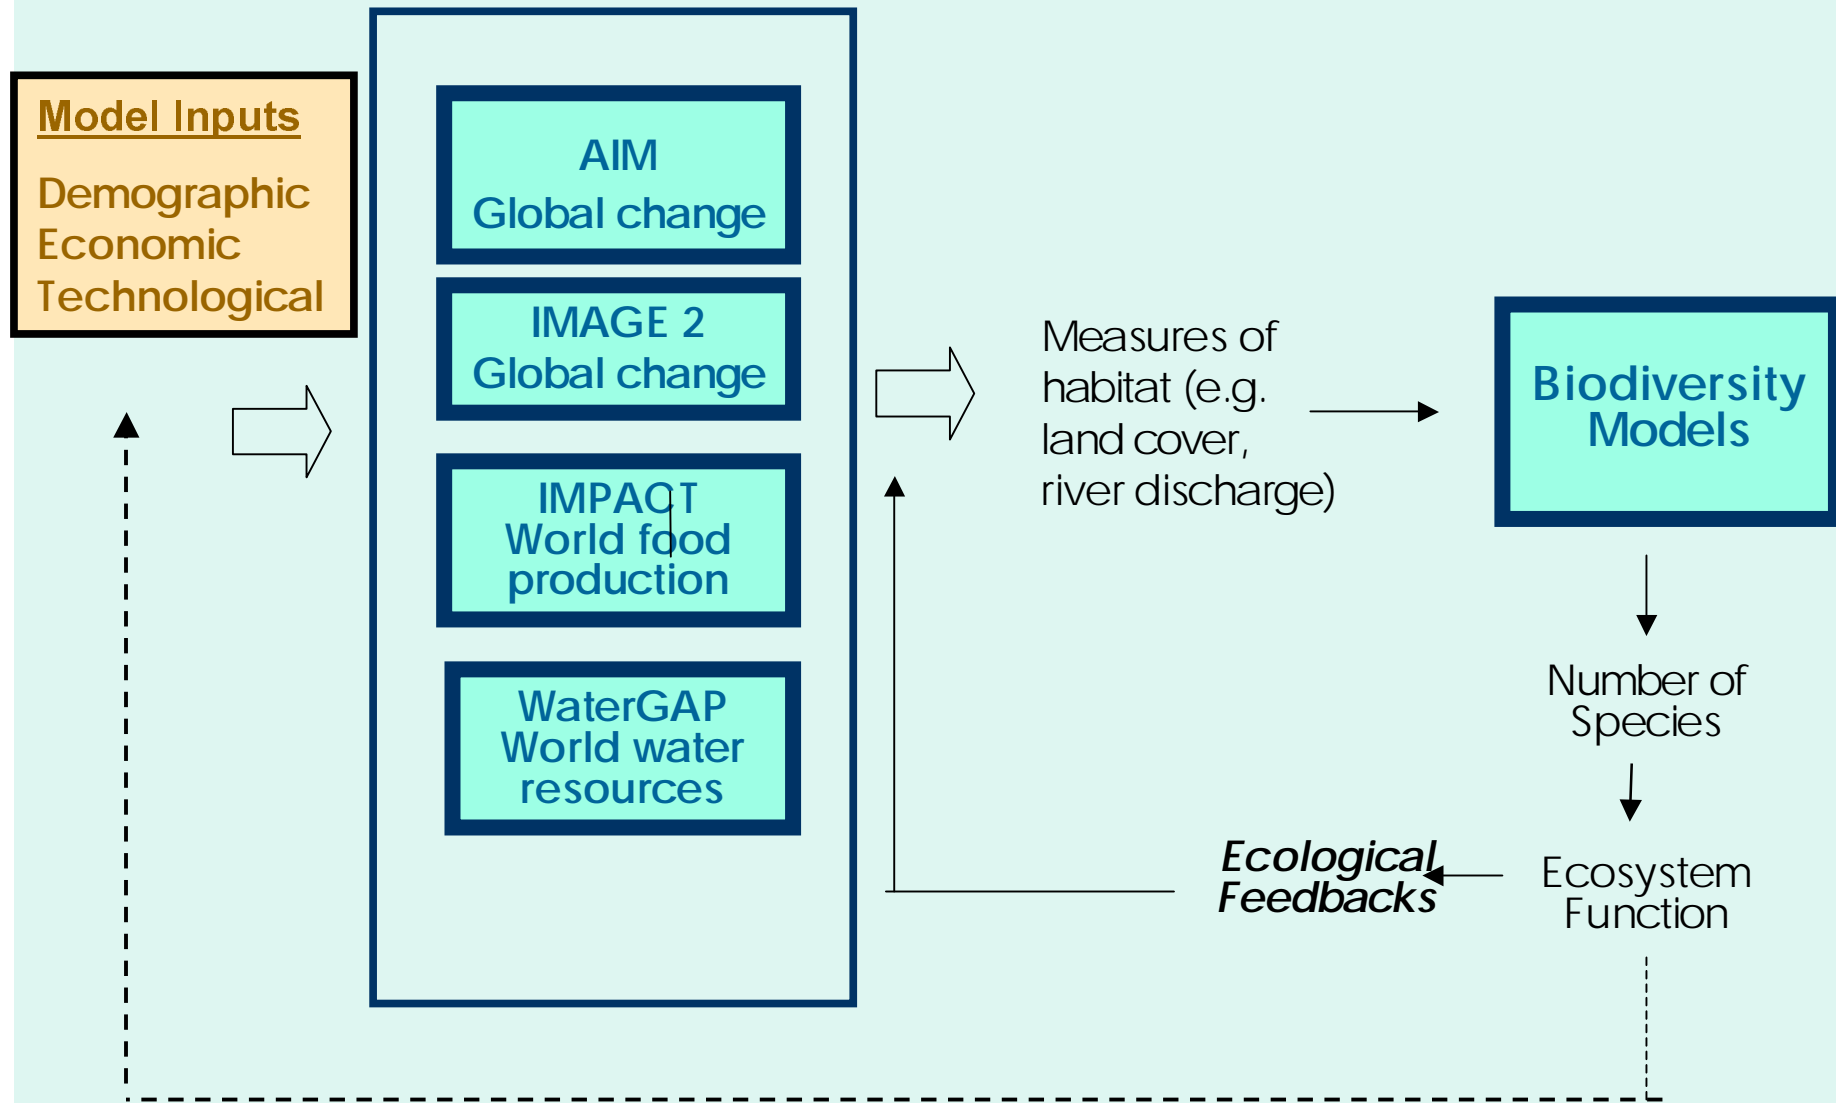 Model Inputs
Demographic
Economic
Technological
AIM
Global change
IMAGE 2
Global change
IMPACT
World food
production
WaterGAP
World water
resources
Measures of
habitat (e.g.
land cover,
river discharge)
Biodiversity
Models
Number of
Species
Ecosystem
Function
Ecological
Feedbacks